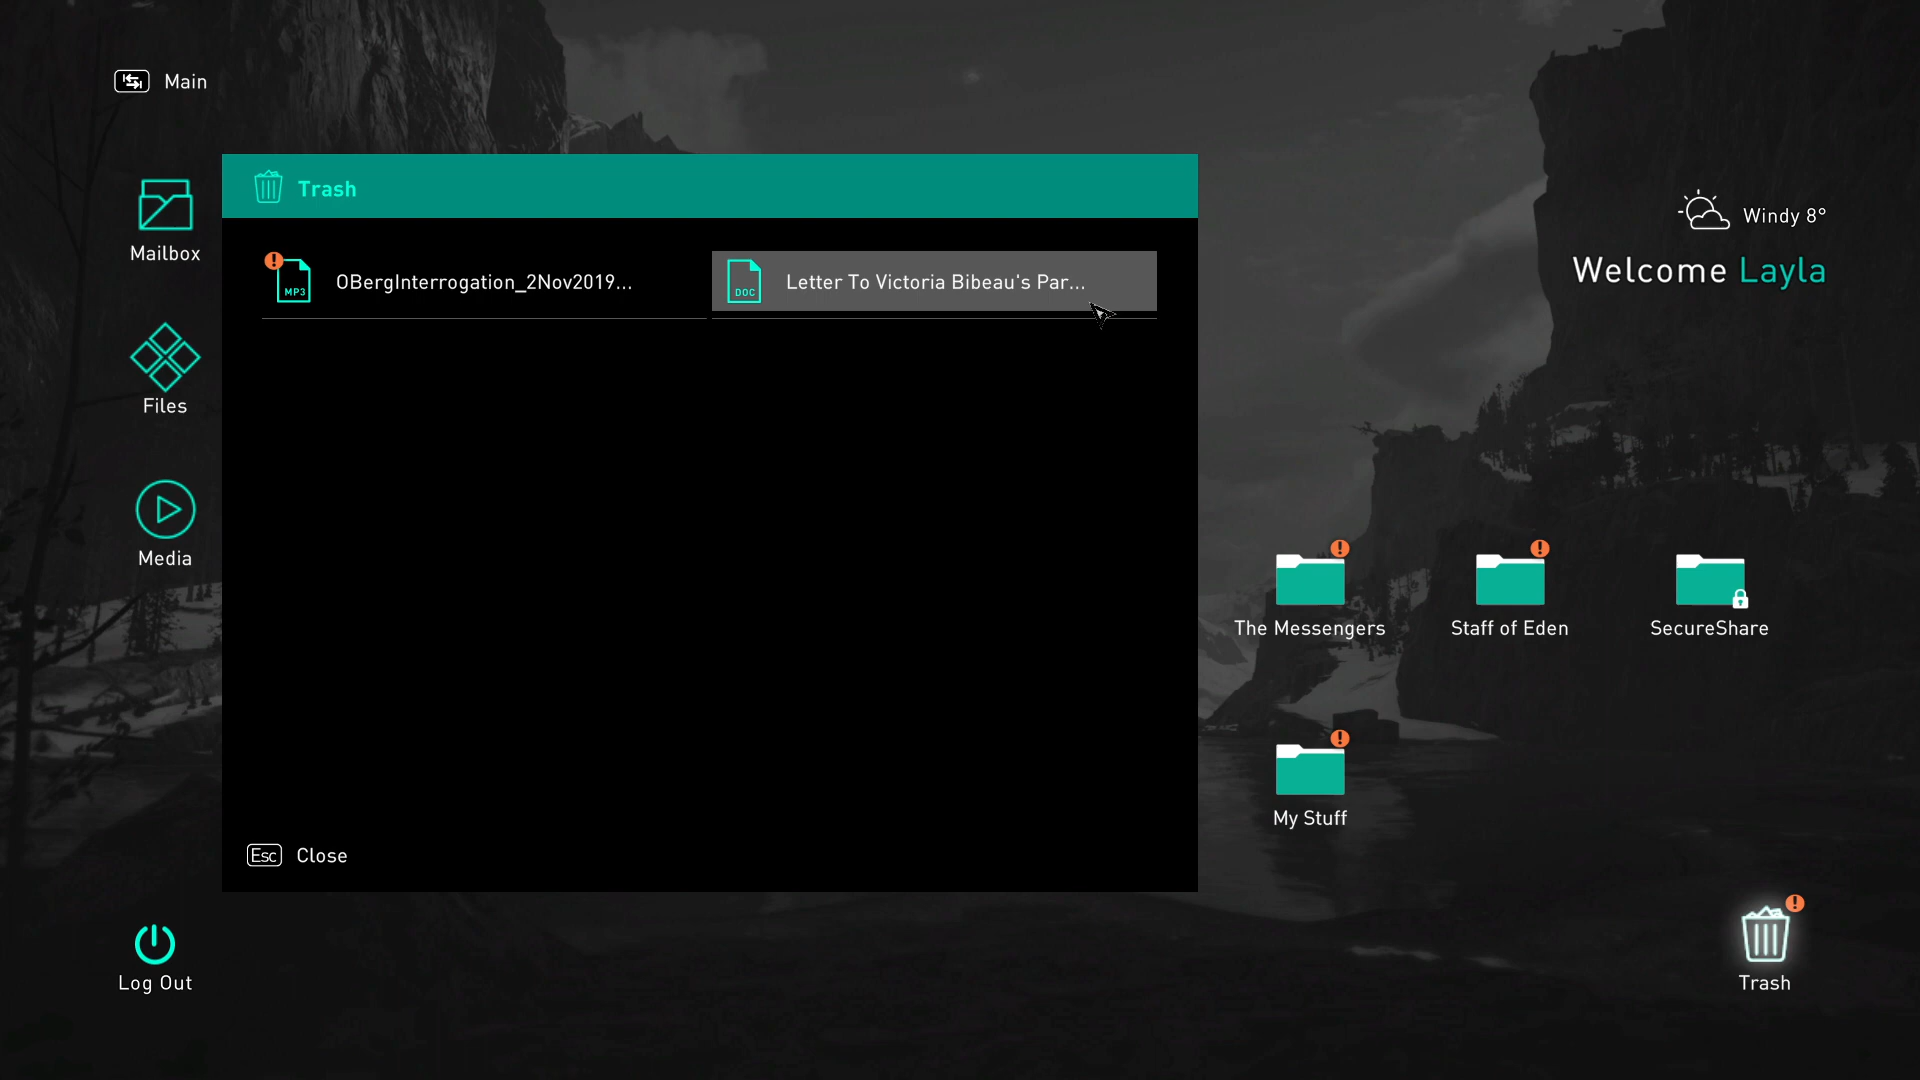 Main
Mailbox
Files
Media
Log Out
Trash
MP3
OBergInterrogation_2Nov2019...
DOC
Letter To Victoria Bibeau's Par...
Esc Close
Windy 8°
Welcome Layla
The Messengers
Staff of Eden
SecureShare
My Stuff
Trash